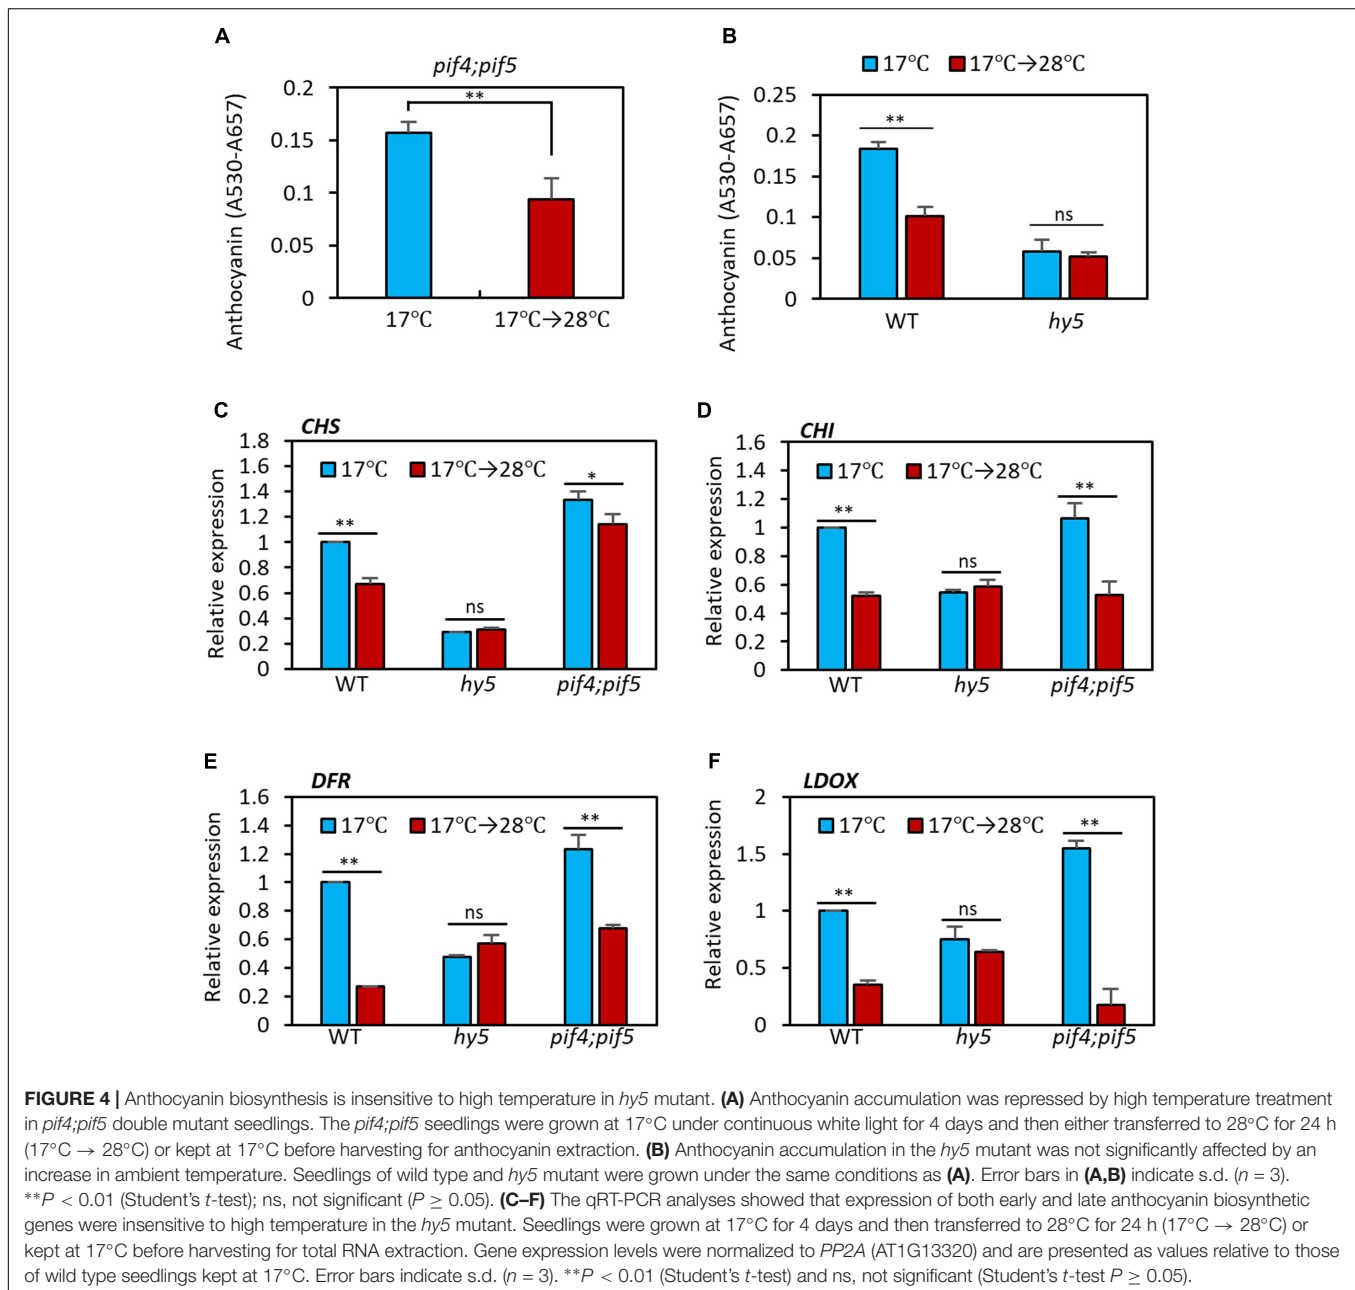 A
pif4;pif5
Anthocyanin (A530-A657)
0.2
0.15
0.1
0.05
0
**
17°C
17°C→28°C
B
17°C
17°C→28°C
Anthocyanin (A530-A657)
0.25
0.2
0.15
0.1
0.05
0
**
ns
WT
hy5
C
CHS
Relative expression
1.8
1.6
1.4
1.2
1
0.8
0.6
0.4
0.2
0
17°C
17°C→28°C
**
ns
*
WT
hy5
pif4;pif5
D
CHI
Relative expression
1.6
1.4
1.2
1
0.8
0.6
0.4
0.2
0
17°C
17°C→28°C
**
ns
**
WT
hy5
pif4;pif5
E
DFR
Relative expression
1.6
1.4
1.2
1
0.8
0.6
0.4
0.2
0
17°C
17°C→28°C
**
ns
**
WT
hy5
pif4;pif5
F
LDOX
Relative expression
2
1.5
1
0.5
0
17°C
17°C→28°C
**
ns
**
WT
hy5
pif4;pif5
FIGURE 4 | Anthocyanin biosynthesis is insensitive to high temperature in hy5 mutant. (A) Anthocyanin accumulation was repressed by high temperature treatment
in pif4;pif5 double mutant seedlings. The pif4;pif5 seedlings were grown at 17°C under continuous white light for 4 days and then either transferred to 28°C for 24 h
(17°C → 28°C) or kept at 17°C before harvesting for anthocyanin extraction. (B) Anthocyanin accumulation in the hy5 mutant was not significantly affected by an
increase in ambient temperature. Seedlings of wild type and hy5 mutant were grown under the same conditions as (A). Error bars in (A,B) indicate s.d. (n = 3).
**P < 0.01 (Student's t-test); ns, not significant (P ≥ 0.05). (C–F) The qRT-PCR analyses showed that expression of both early and late anthocyanin biosynthetic
genes were insensitive to high temperature in the hy5 mutant. Seedlings were grown at 17°C for 4 days and then transferred to 28°C for 24 h (17°C → 28°C) or
kept at 17°C before harvesting for total RNA extraction. Gene expression levels were normalized to PP2A (AT1G13320) and are presented as values relative to those
of wild type seedlings kept at 17°C. Error bars indicate s.d. (n = 3). **P < 0.01 (Student's t-test) and ns, not significant (Student's t-test P ≥ 0.05).